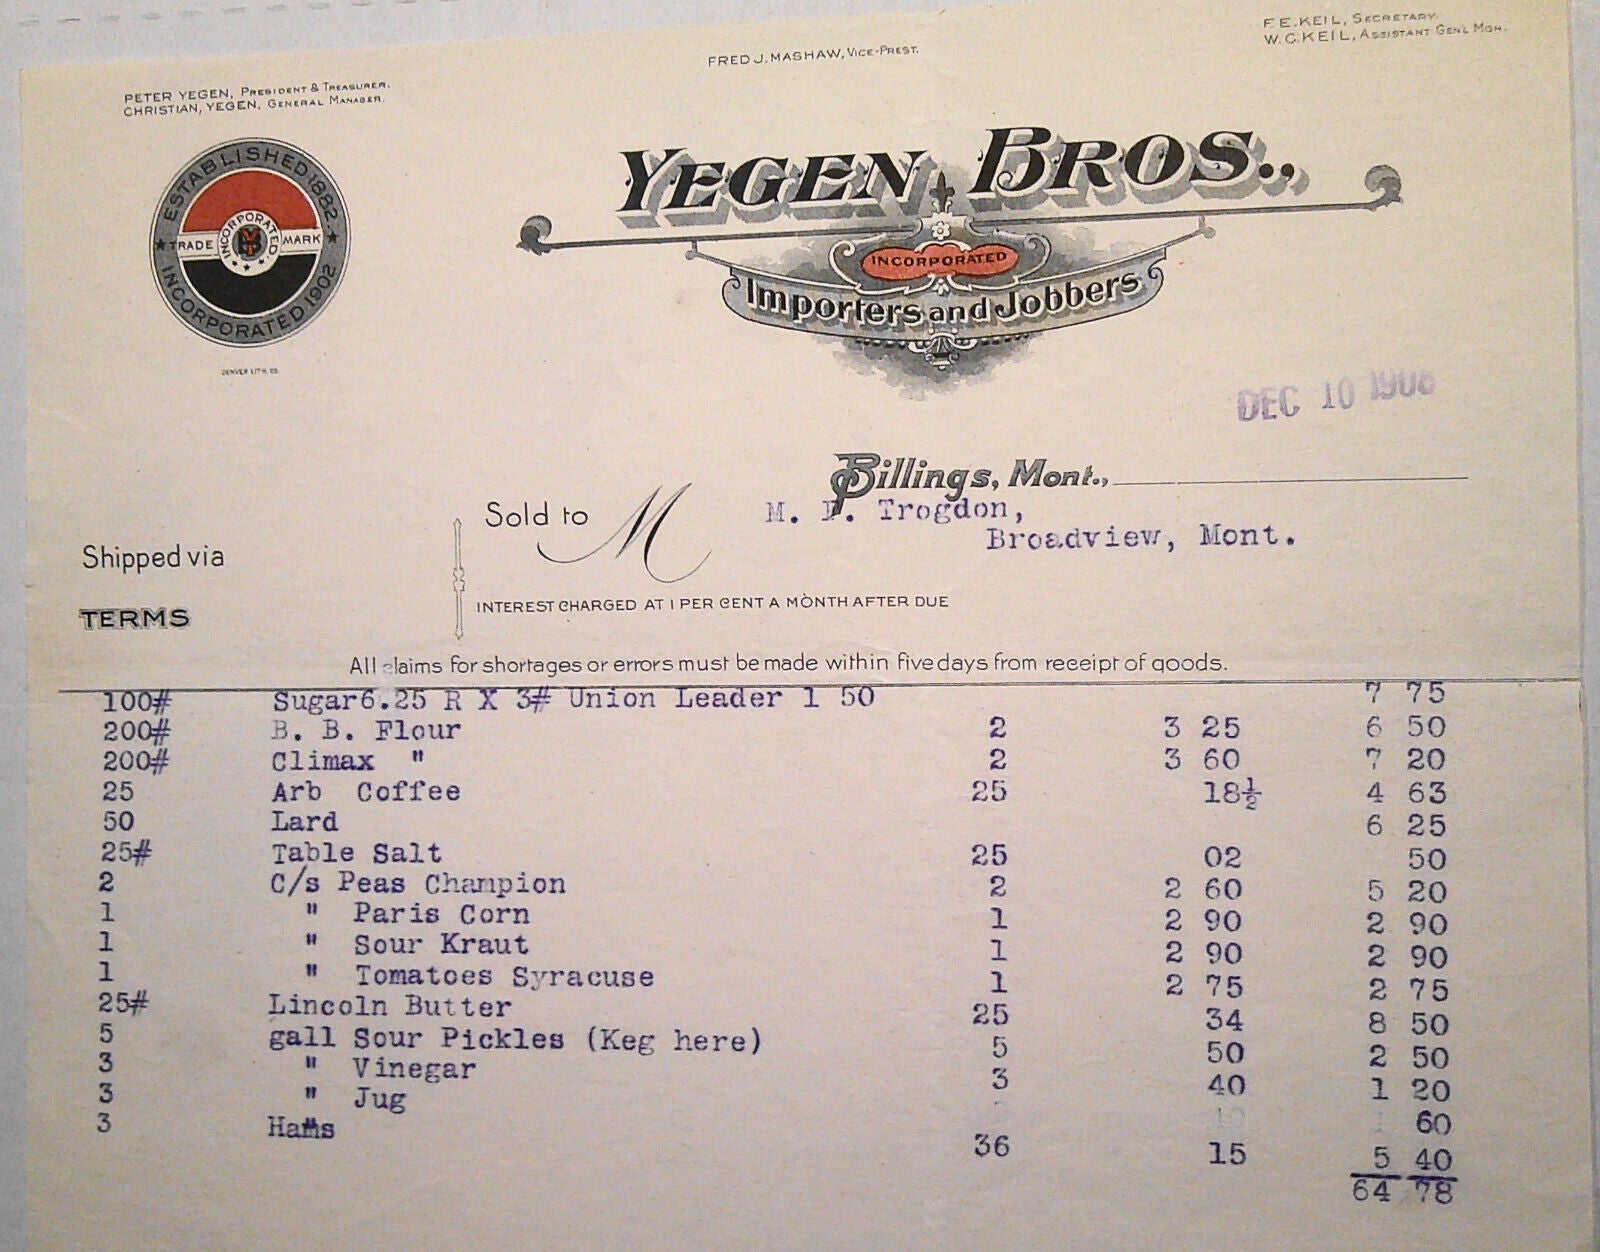 F. E. KEIL, SECRETARY.
W. C. KEIL, ASSISTANT GENL MGR.
FRED J. MASHAW, VICE-PREST.
PETER YEGEN, PRESIDENT & TREASURER.
CHRISTIAN, YEGEN, GENERAL MANAGER.
ESTABLISHED 1882.
TRADE MARK
INCORPORATED
YB
INCORPORATED 1902
DENVER LITH. CO.
YEGEN BROS.,
INCORPORATED
Importers and Jobbers
DEC 10 1908
Billings, Mont.,
Sold to M M. Trogdon,
Broadview, Mont.
Shipped via
TERMS
INTEREST CHARGED AT 1 PER CENT A MONTH AFTER DUE
All claims for shortages or errors must be made within five days from receipt of goods.
100# Sugar6.25 R X 3# Union Leader 1 50 7 75
200# B. B. Flour 2 3 25 6 50
200# Climax " 2 3 60 7 20
25 Arb Coffee 25 18½ 4 63
50 Lard 6 25
25# Table Salt 25 02 50
2 C/s Peas Champion 2 2 60 5 20
1 " Paris Corn 1 2 90 2 90
1 " Sour Kraut 1 2 90 2 90
1 " Tomatoes Syracuse 1 2 75 2 75
25# Lincoln Butter 25 34 8 50
5 gall Sour Pickles (Keg here) 5 50 2 50
3 " Vinegar 3 40 1 20
3 " Jug 60
3 Hams 36 15 5 40
64 78